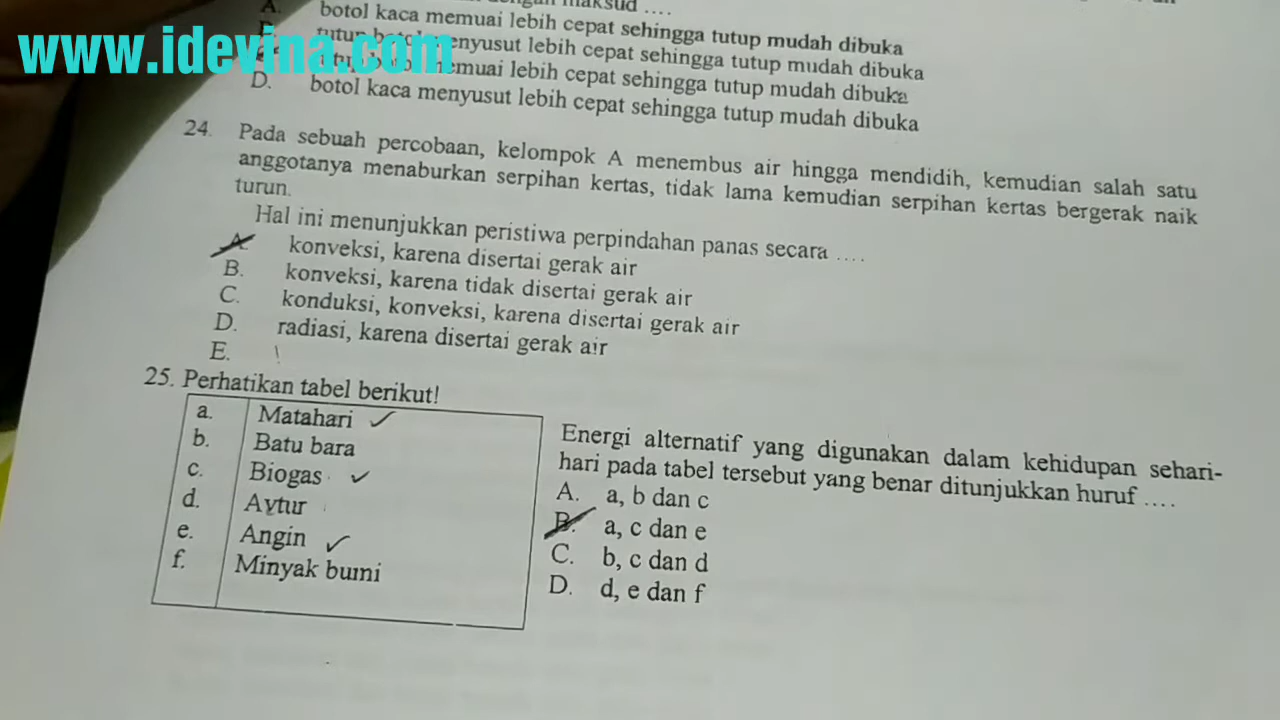 maksud ....
A. botol kaca memuai lebih cepat sehingga tutup mudah dibuka
www.idevina.com
tutup botol menyusut lebih cepat sehingga tutup mudah dibuka
memuai lebih cepat sehingga tutup mudah dibuka
D. botol kaca menyusut lebih cepat sehingga tutup mudah dibuka
24. Pada sebuah percobaan, kelompok A menembus air hingga mendidih, kemudian salah satu
anggotanya menaburkan serpihan kertas, tidak lama kemudian serpihan kertas bergerak naik
turun.
Hal ini menunjukkan peristiwa perpindahan panas secara ....
A. konveksi, karena disertai gerak air
B. konveksi, karena tidak disertai gerak air
C. konduksi, konveksi, karena disertai gerak air
D. radiasi, karena disertai gerak air
E.
25. Perhatikan tabel berikut!
a. Matahari
b. Batu bara
c. Biogas
d. Avtur
e. Angin
f. Minyak bumi
Energi alternatif yang digunakan dalam kehidupan sehari-
hari pada tabel tersebut yang benar ditunjukkan huruf ....
A. a, b dan c
B. a, c dan e
C. b, c dan d
D. d, e dan f